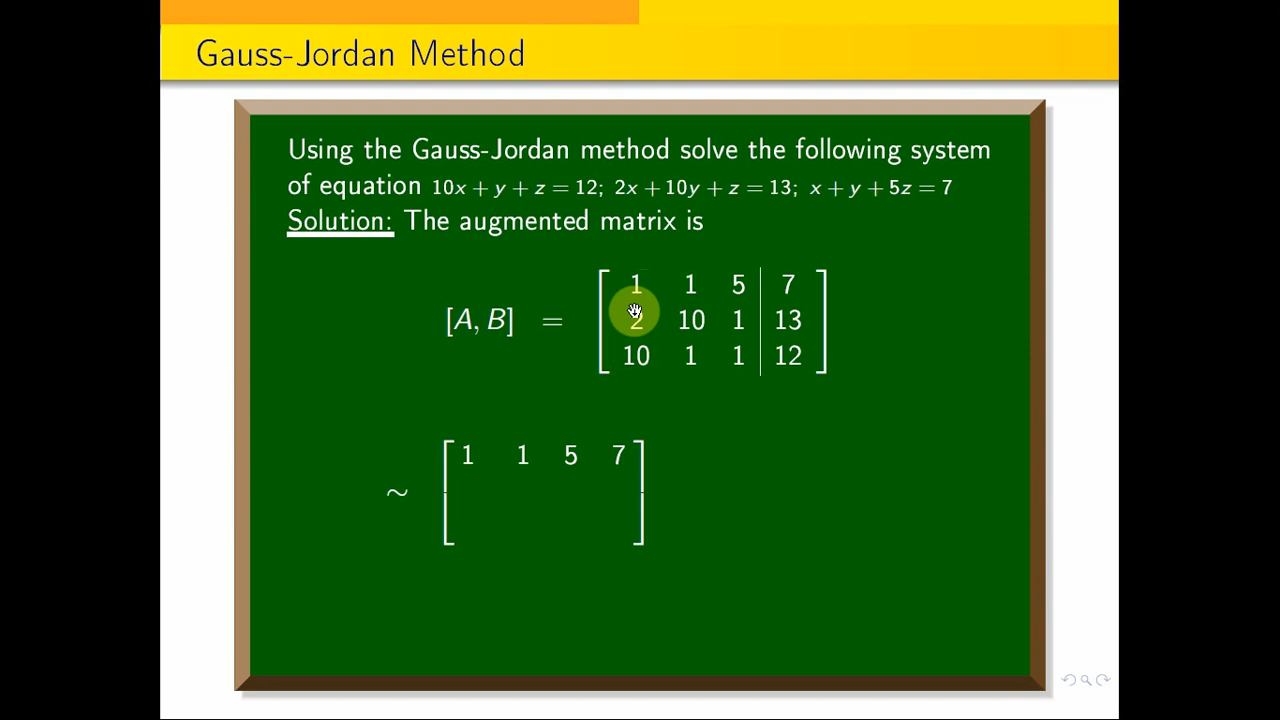 Gauss-Jordan Method
Using the Gauss-Jordan method solve the following system
of equation 10x + y + z = 12; 2x + 10y + z = 13; x + y + 5z = 7
Solution: The augmented matrix is
1 1 5 7
[A, B] = 2 10 1 13
10 1 1 12
1 1 5 7
∼